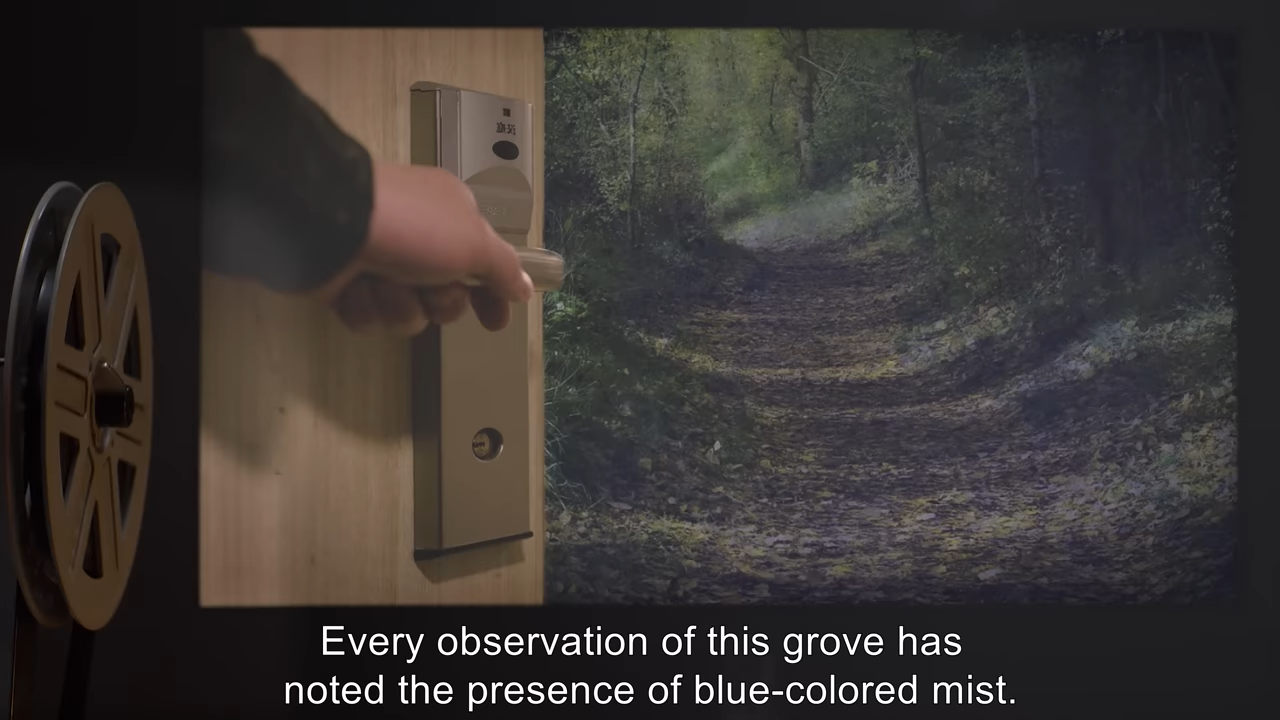 Every observation of this grove has
noted the presence of blue-colored mist.